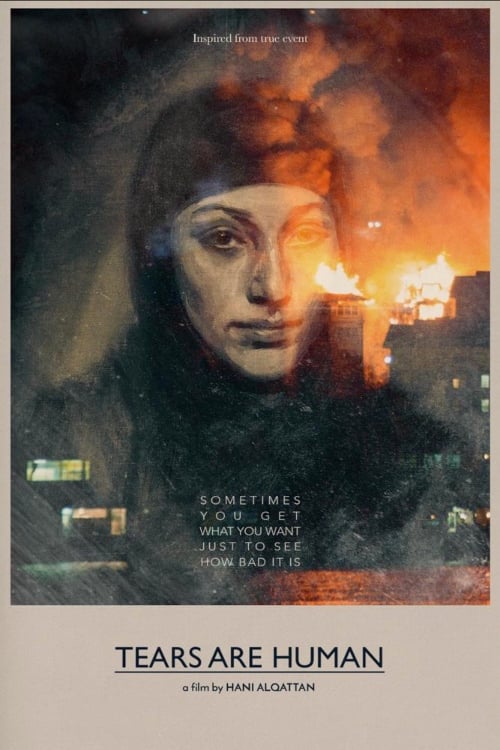 Inspired from true event
SOMETIMES
YOU GET
WHAT YOU WANT
JUST TO SEE
HOW BAD IT IS
TEARS ARE HUMAN
a film by HANI ALQATTAN